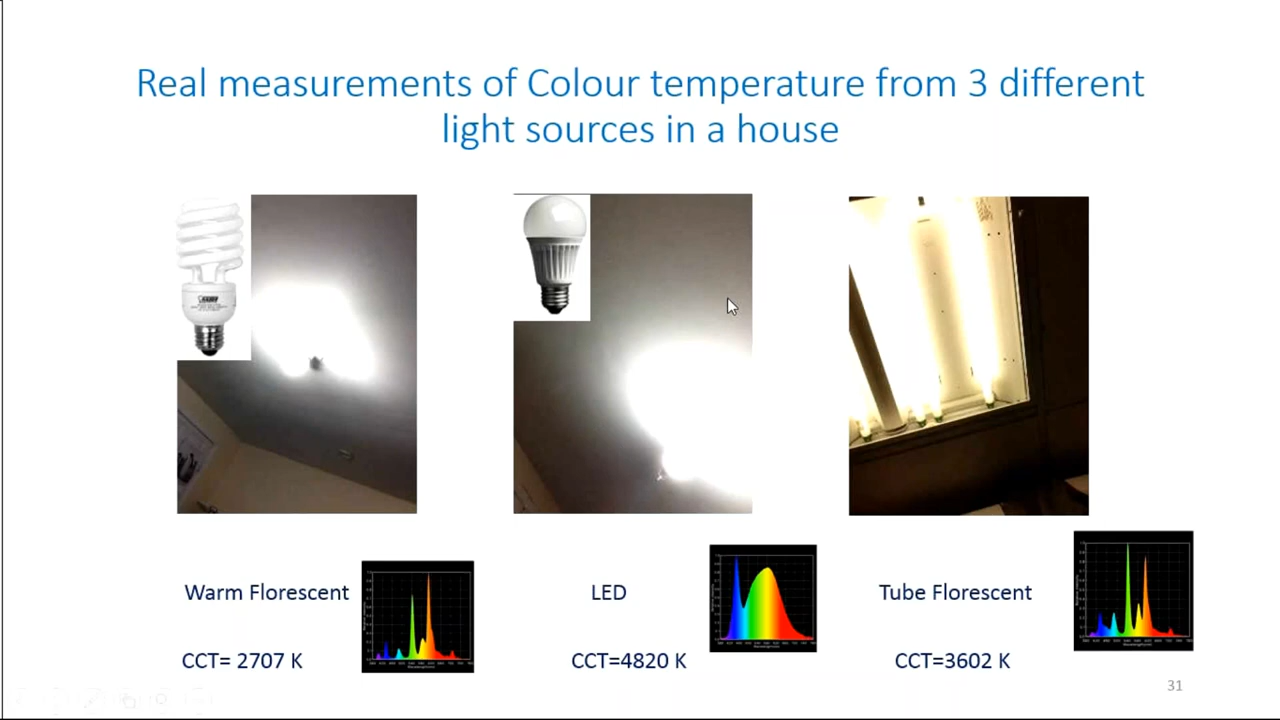 Real measurements of Colour temperature from 3 different
light sources in a house
Warm Florescent
LED
Tube Florescent
CCT= 2707 K
CCT=4820 K
CCT=3602 K
31